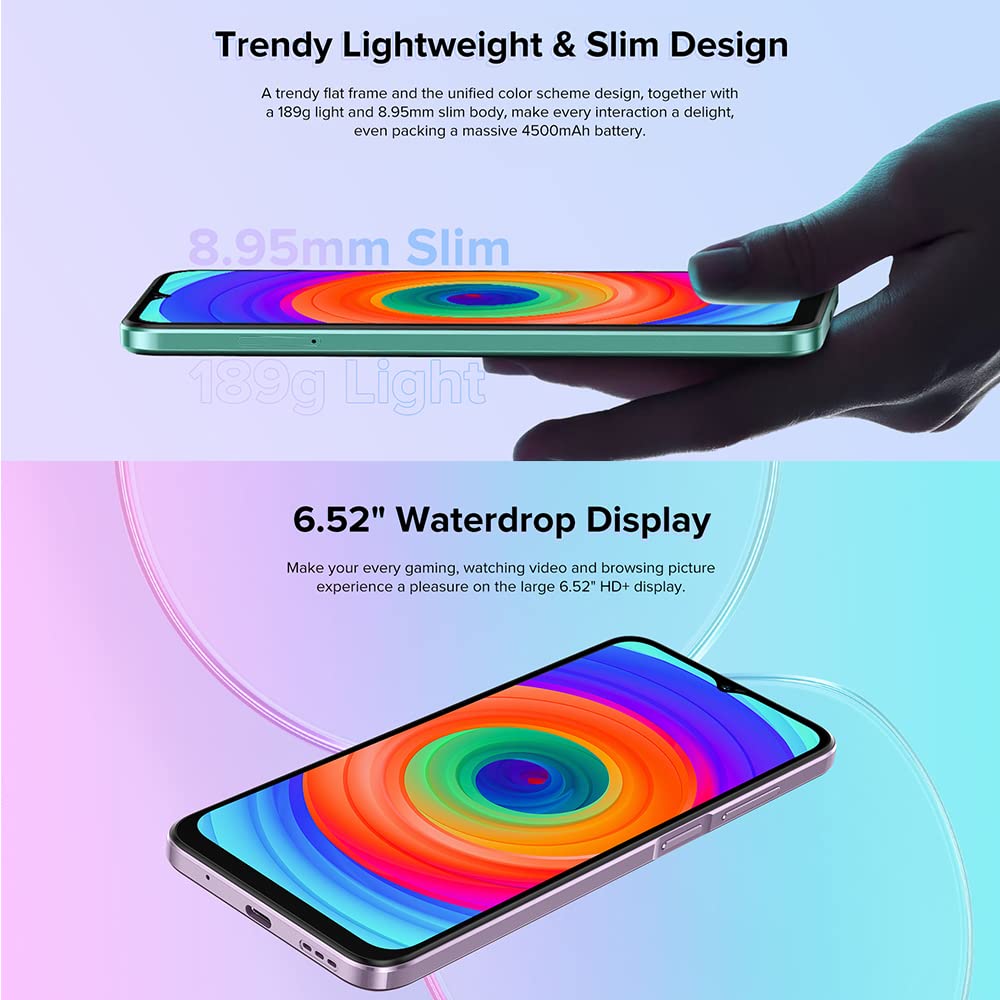 Trendy Lightweight & Slim Design
A trendy flat frame and the unified color scheme design, together with
a 189g light and 8.95mm slim body, make every interaction a delight,
even packing a massive 4500mAh battery.
8.95mm Slim
189g Light
6.52" Waterdrop Display
Make your every gaming, watching video and browsing picture
experience a pleasure on the large 6.52" HD+ display.